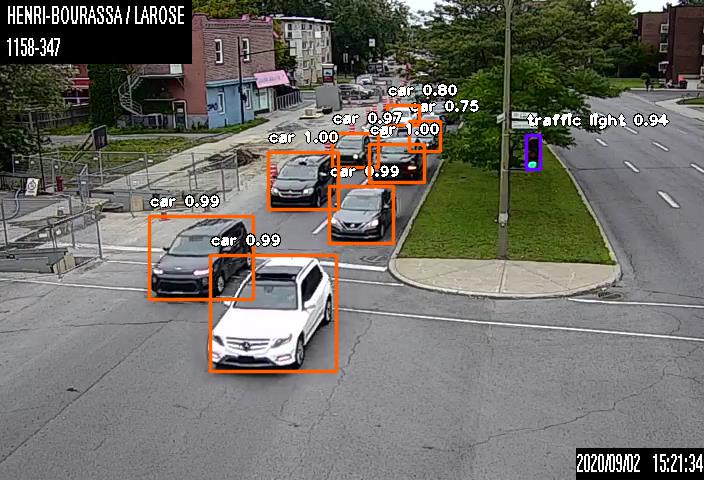 HENRI-BOURASSA / LAROSE
1158-347
car 0.80
car 0.75
car 0.97
car 1.00
car 1.00
car 0.99
traffic light 0.94
car 0.99
car 0.99
2020/09/02 15:21:34